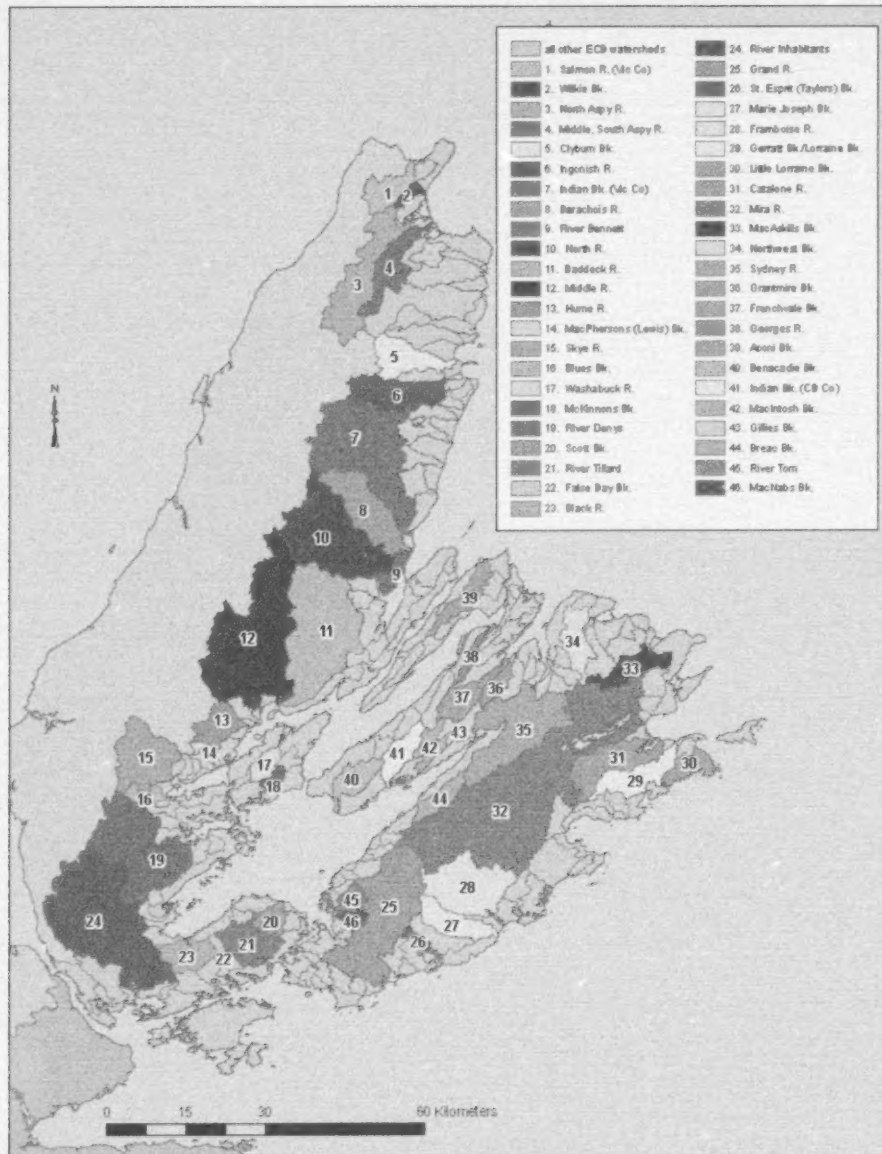 all other ECB watersheds
1. Salmon R. (Vic Co)
2. Wilkie Bk.
3. North Aspy R.
4. Middle, South Aspy R.
5. Clyburn Bk.
6. Ingonish R.
7. Indian Bk. (Vic Co)
8. Barachois R.
9. River Bennett
10. North R.
11. Baddeck R.
12. Middle R.
13. Hume R.
14. MacPhersons (Lewis) Bk.
15. Skye R.
16. Blues Bk.
17. Washabuck R.
18. McKinnons Bk.
19. River Denys
20. Scott Bk.
21. River Tillard
22. False Bay Bk.
23. Black R.
24. River Inhabitants
25. Grand R.
26. St. Esprit (Taylors) Bk.
27. Marie Joseph Bk.
28. Framboise R.
29. Gerratt Bk./Lorraine Bk
30. Little Lorraine Bk.
31. Catalone R.
32. Mira R.
33. MacAskills Bk.
34. Northwest Bk.
35. Sydney R.
36. Grantmire Bk.
37. Frenchvale Bk.
38. Georges R.
39. Aconi Bk.
40. Benacadie Bk.
41. Indian Bk. (CB Co)
42. MacIntosh Bk.
43. Gillies Bk.
44. Breac Bk.
45. River Tom
46. MacNabs Bk.
1
2
3
4
5
6
N
7
8
10
9
39
11
12
34
38
33
37
36
13
35
43
15
14
41
42
31
30
17
29
40
18
16
44
32
19
28
45
25
20
24
46
27
21
26
23
22
0 15 30 60 Kilometers